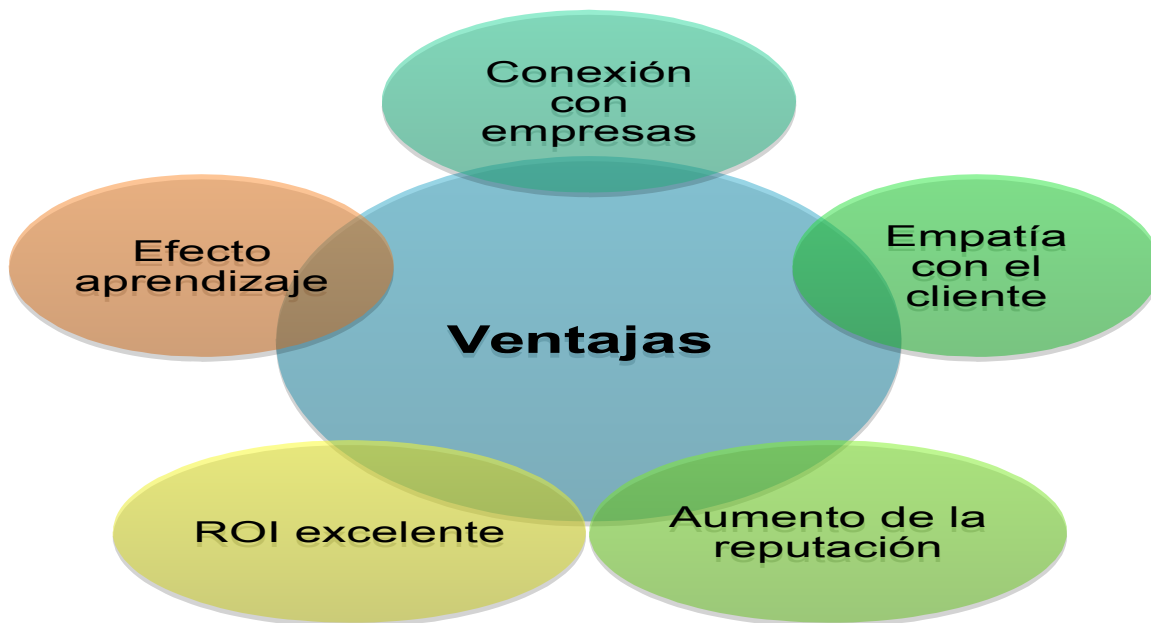 Conexión
con
empresas
Empatía
con el
cliente
Aumento de la
reputación
ROI excelente
Efecto
aprendizaje
Ventajas